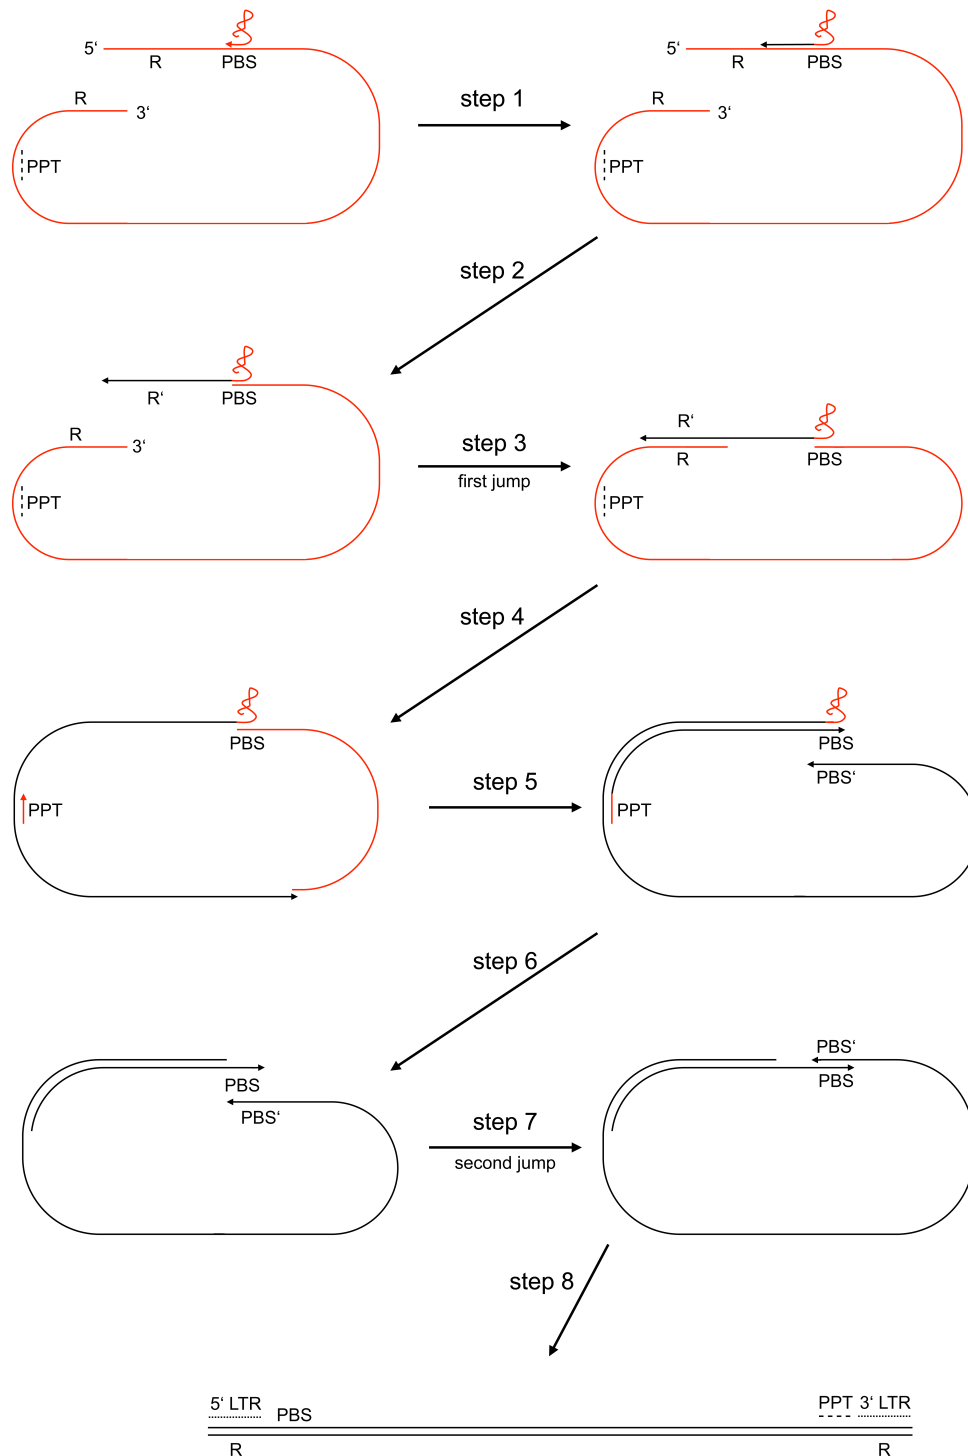 5‘
R
PBS
R
3‘
PPT
step 1
5‘
R
PBS
R
3‘
PPT
step 2
R‘
PBS
R
3‘
PPT
step 3
first jump
R‘
R
PBS
PPT
step 4
PBS
PPT
step 5
PBS
PBS‘
PPT
step 6
PBS
PBS‘
step 7
second jump
PBS‘
PBS
step 8
5‘ LTR
PBS
PPT 3‘ LTR
R
R